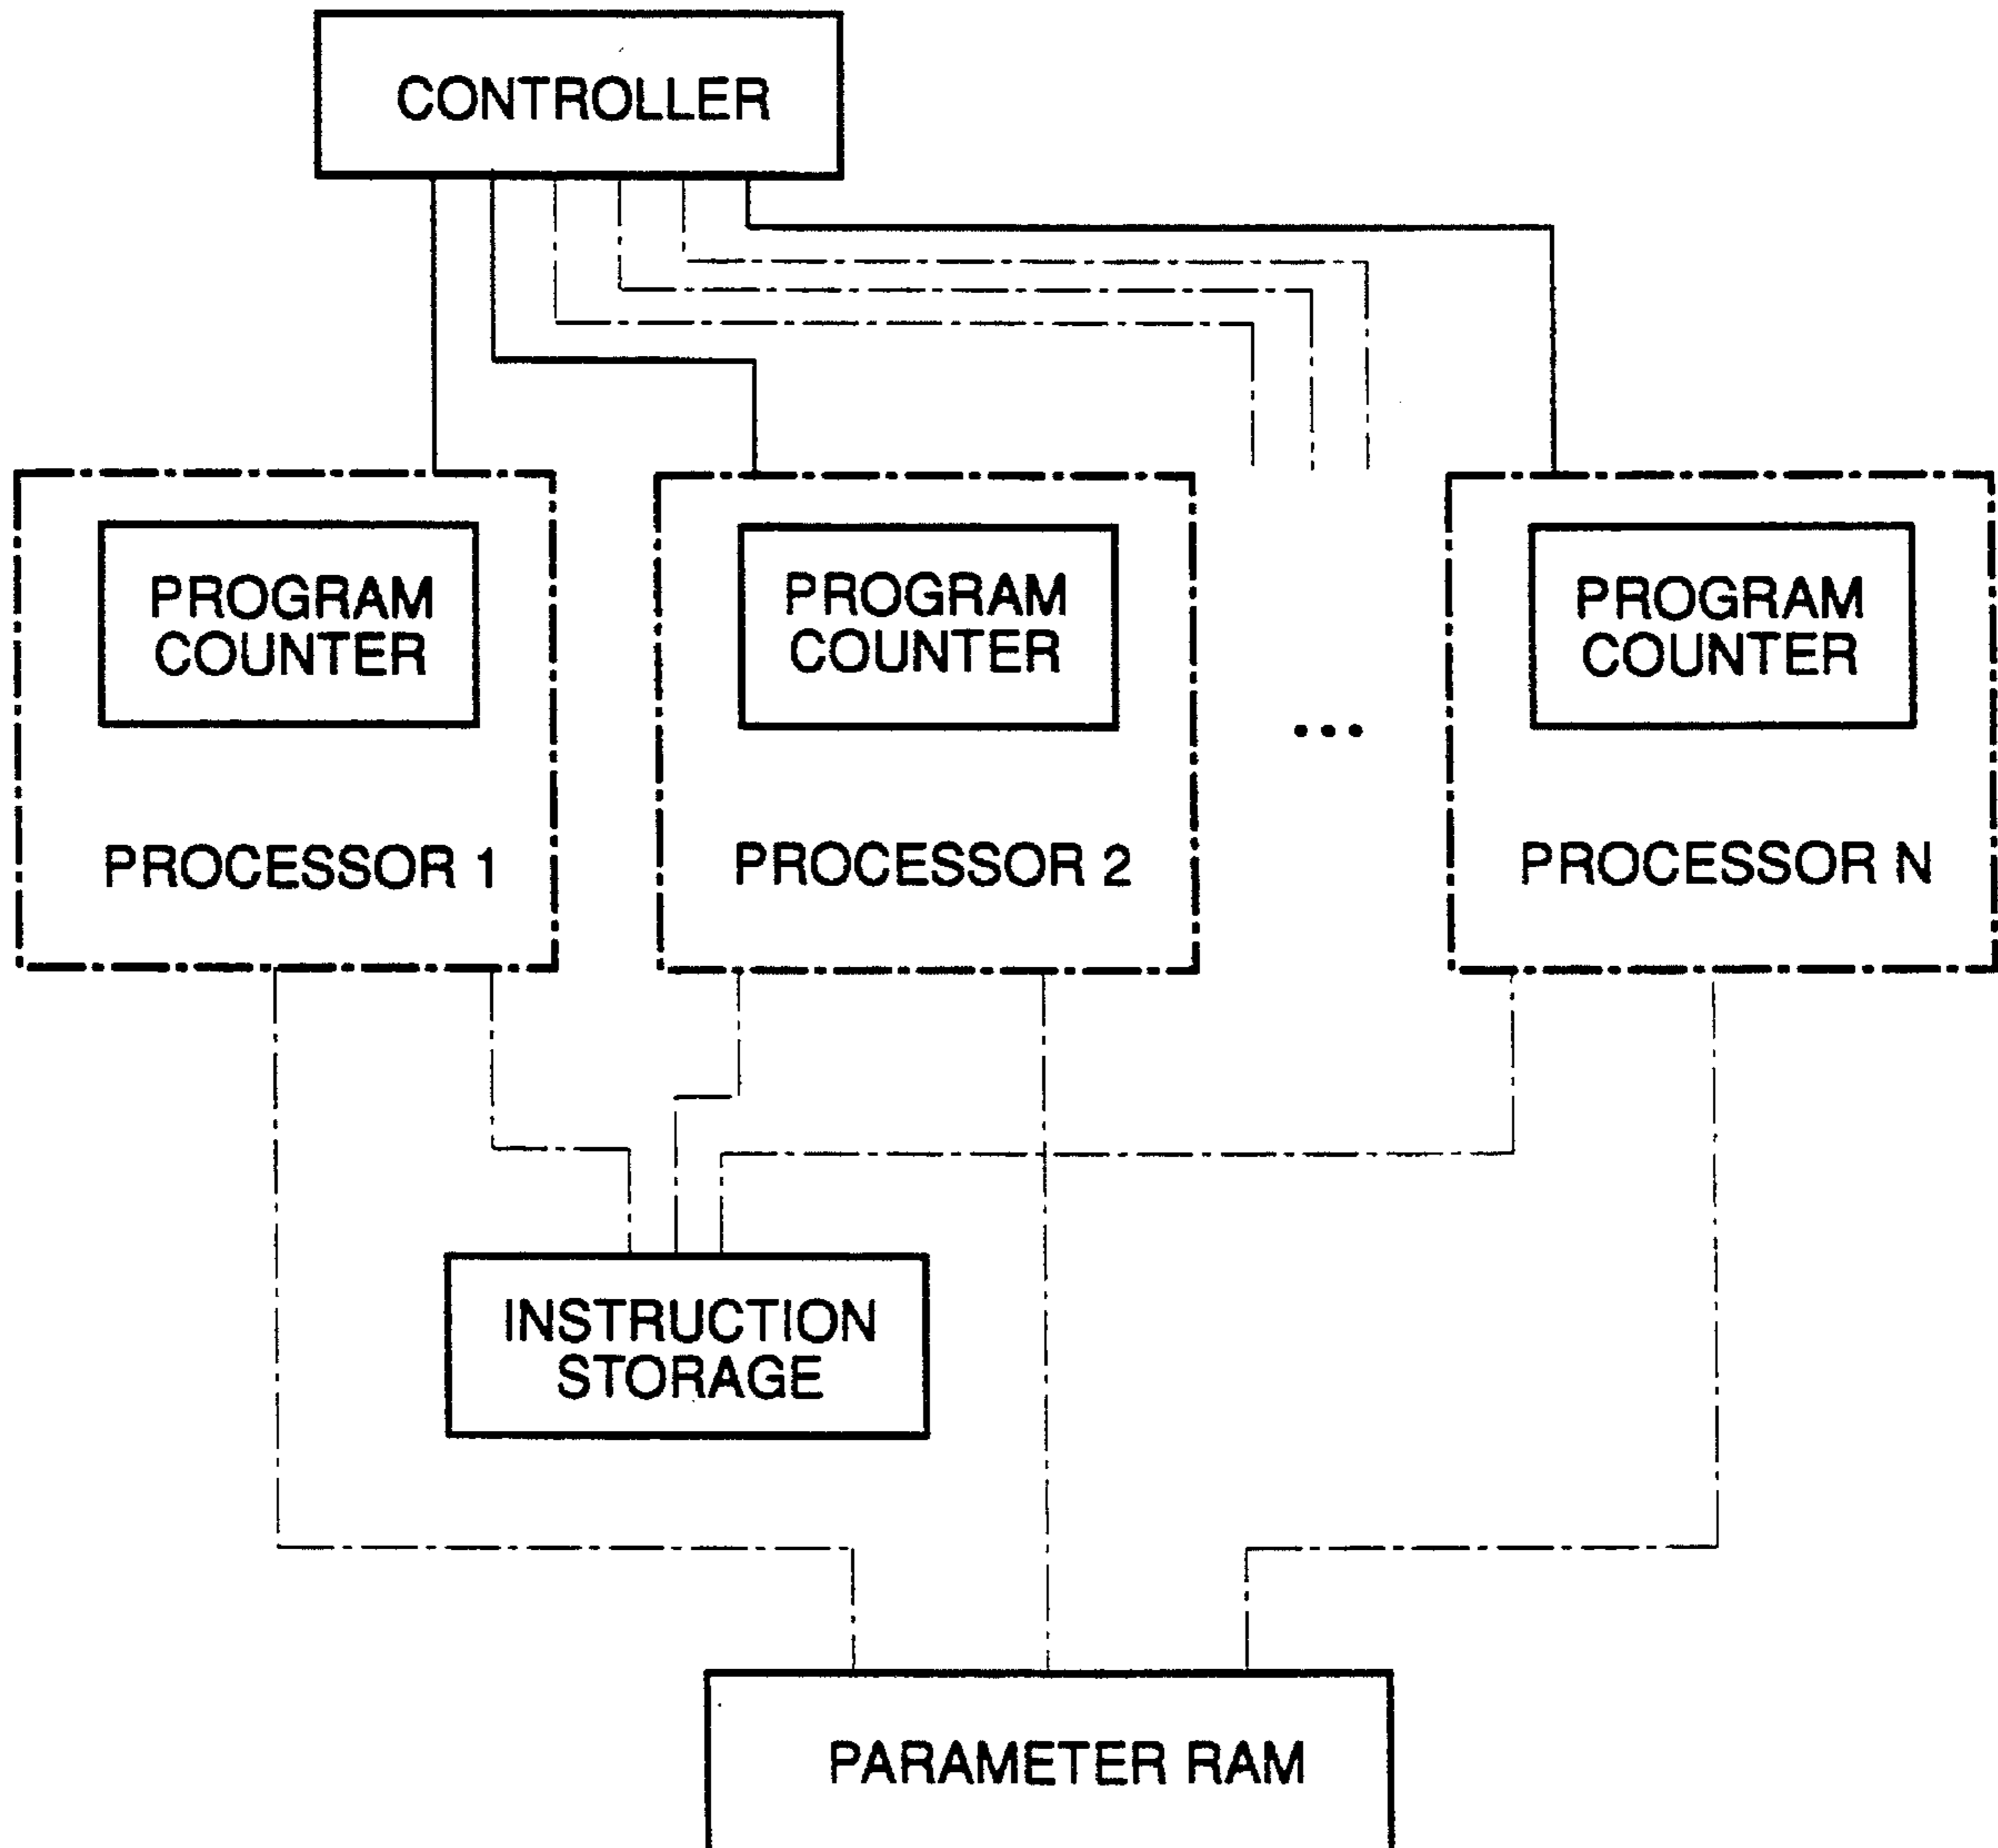 CONTROLLER
PROGRAM
COUNTER
PROCESSOR 1
PROGRAM
COUNTER
PROCESSOR 2
...
PROGRAM
COUNTER
PROCESSOR N
INSTRUCTION
STORAGE
PARAMETER RAM